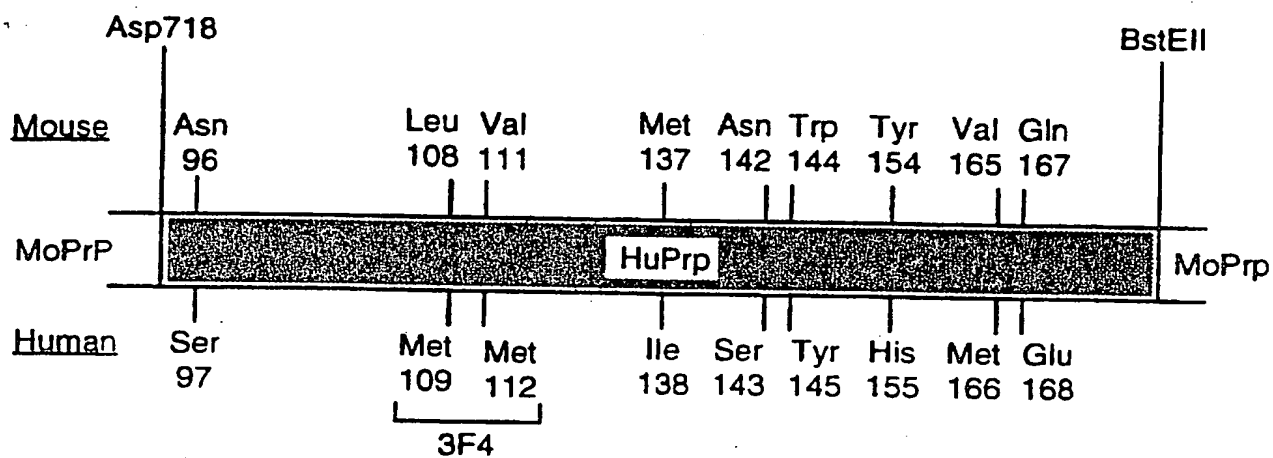 Asp718 BstEII
Mouse Asn Leu Val Met Asn Trp Tyr Val Gln
96 108 111 137 142 144 154 165 167
MoPrP HuPrp MoPrp
Human Ser Met Met Ile Ser Tyr His Met Glu
97 109 112 138 143 145 155 166 168
3F4